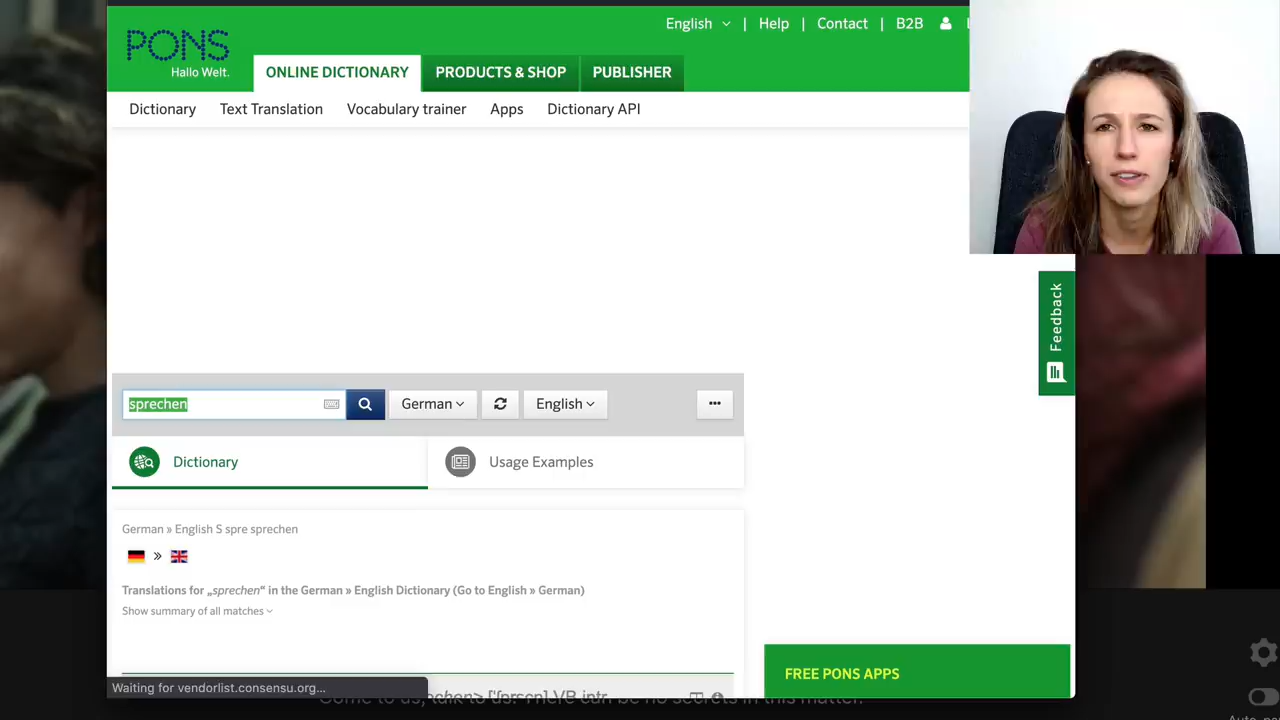 English
Help
Contact
B2B
PONS
Hallo Welt.
ONLINE DICTIONARY
PRODUCTS & SHOP
PUBLISHER
Dictionary
Text Translation
Vocabulary trainer
Apps
Dictionary API
Feedback
sprechen
German
English
Dictionary
Usage Examples
German » English S spre sprechen
Translations for „sprechen“ in the German » English Dictionary (Go to English » German)
Show summary of all matches
FREE PONS APPS
Waiting for vendorlist.consensu.org...